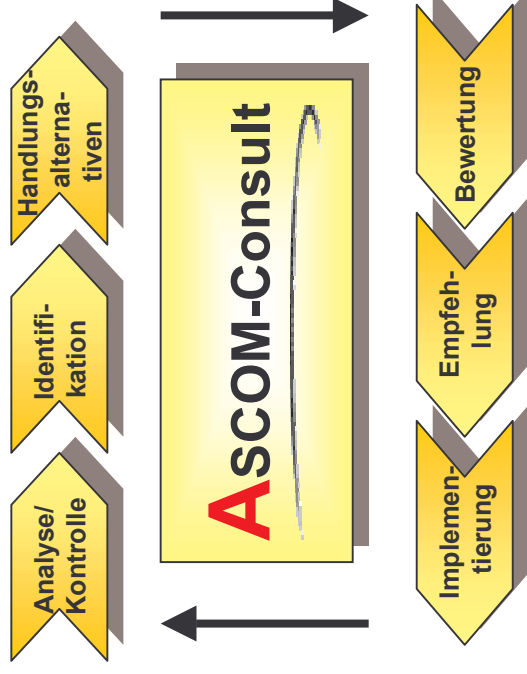 Analyse/
Kontrolle
Identifi-
kation
Handlungs-
alterna-
tiven
ASCOM-Consult
Implemen-
tierung
Empfeh-
lung
Bewertung